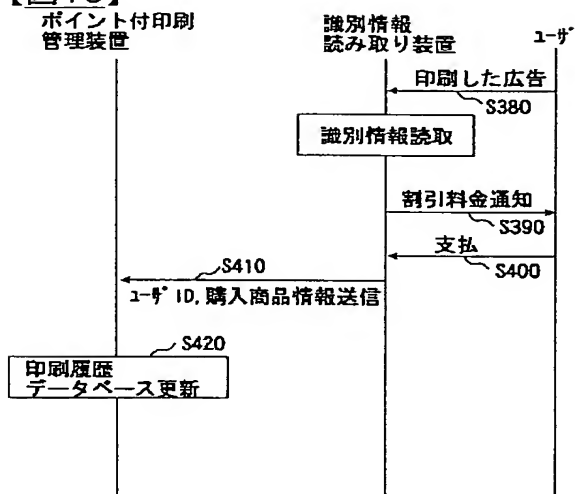 ポイント付印刷
管理装置
識別情報
読み取り装置
ユーザ
印刷した広告
S380
識別情報読取
割引料金通知
S390
支払
S400
S410
ユーザID,購入商品情報送信
S420
印刷履歴
データベース更新